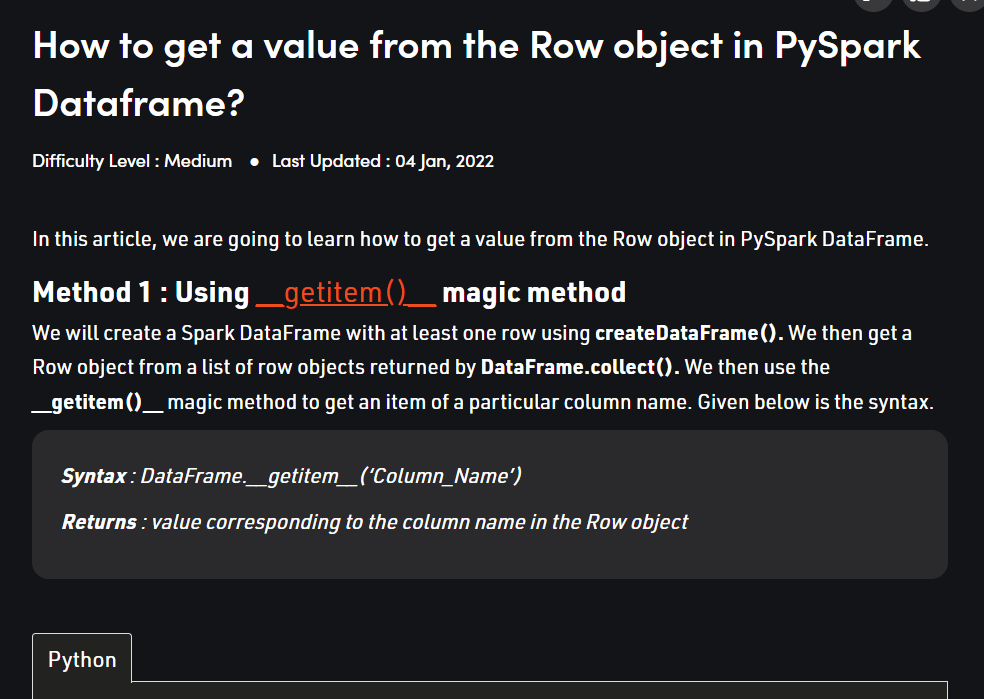 How to get a value from the Row object in PySpark
Dataframe?
Difficulty Level : Medium ● Last Updated : 04 Jan, 2022
In this article, we are going to learn how to get a value from the Row object in PySpark DataFrame.
Method 1 : Using __getitem()__ magic method
We will create a Spark DataFrame with at least one row using createDataFrame(). We then get a
Row object from a list of row objects returned by DataFrame.collect(). We then use the
__getitem()__ magic method to get an item of a particular column name. Given below is the syntax.
Syntax : DataFrame.__getitem__(‘Column_Name’)
Returns : value corresponding to the column name in the Row object
Python